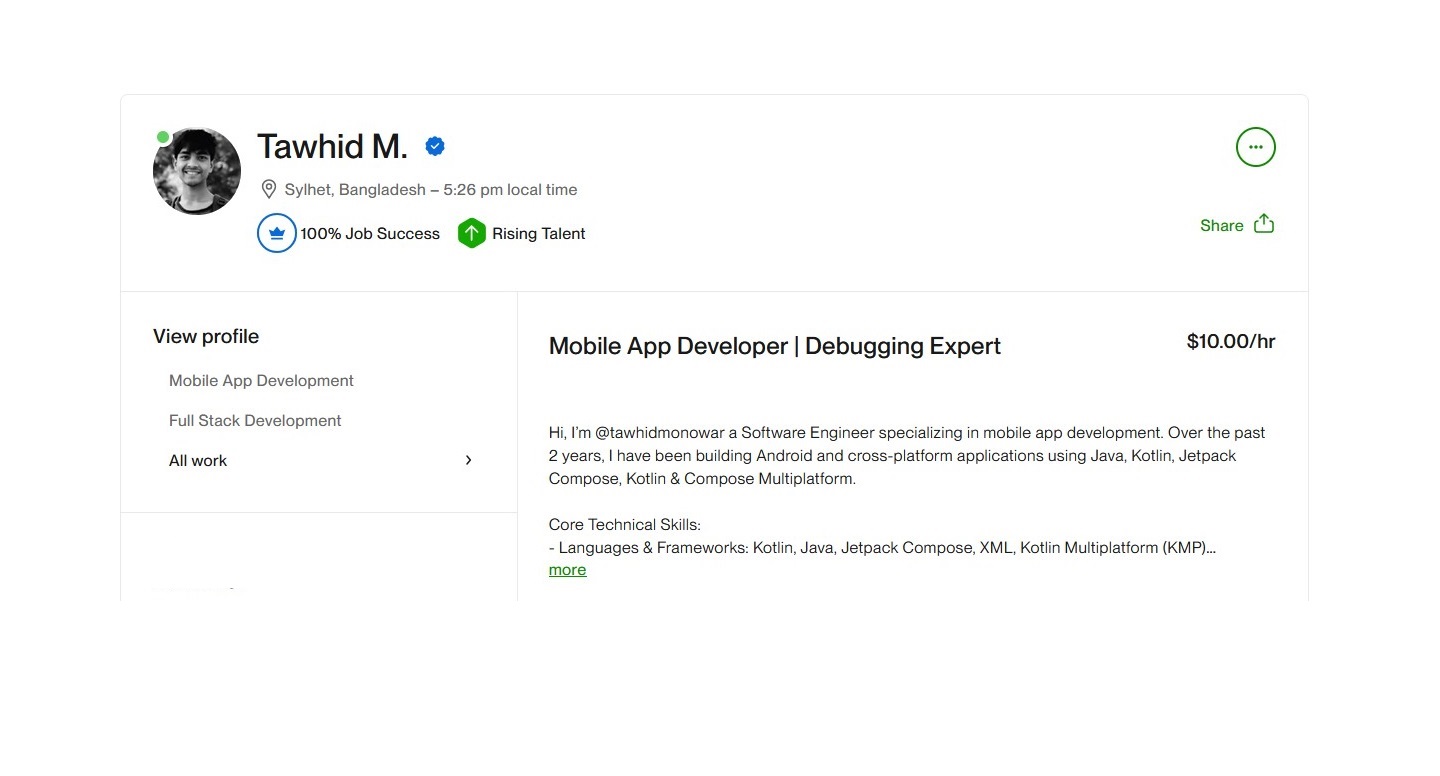 Tawhid M.
Sylhet, Bangladesh – 5:26 pm local time
100% Job Success
Rising Talent
Share
View profile
Mobile App Development
Full Stack Development
All work
Mobile App Developer | Debugging Expert
$10.00/hr
Hi, I’m @tawhidmonowar a Software Engineer specializing in mobile app development. Over the past
2 years, I have been building Android and cross-platform applications using Java, Kotlin, Jetpack
Compose, Kotlin & Compose Multiplatform.
Core Technical Skills:
- Languages & Frameworks: Kotlin, Java, Jetpack Compose, XML, Kotlin Multiplatform (KMP)...
more